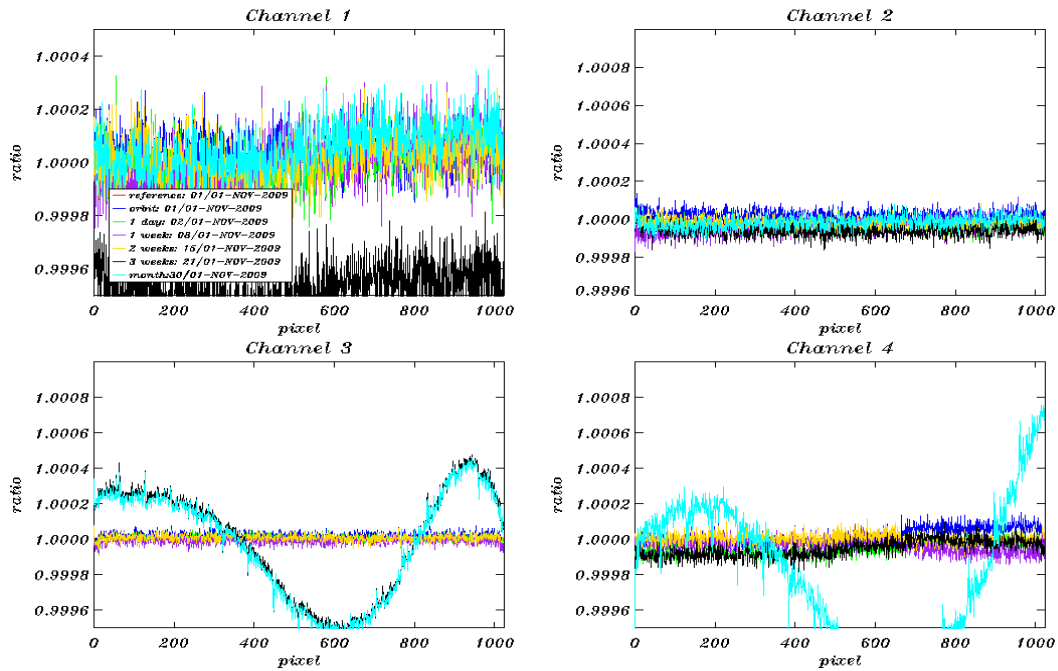 Channel 1
1.0004
1.0002
1.0000
0.9998
0.9996
ratio
reference: 01/01-NOV-2009
orbit: 01/01-NOV-2009
1 day: 02/01-NOV-2009
1 week: 08/01-NOV-2009
2 weeks: 15/01-NOV-2009
3 weeks: 21/01-NOV-2009
month:30/01-NOV-2009
0 200 400 600 800 1000
pixel
Channel 2
1.0008
1.0006
1.0004
1.0002
1.0000
0.9998
0.9996
ratio
0 200 400 600 800 1000
pixel
Channel 3
1.0008
1.0006
1.0004
1.0002
1.0000
0.9998
0.9996
ratio
0 200 400 600 800 1000
pixel
Channel 4
1.0008
1.0006
1.0004
1.0002
1.0000
0.9998
0.9996
ratio
0 200 400 600 800 1000
pixel